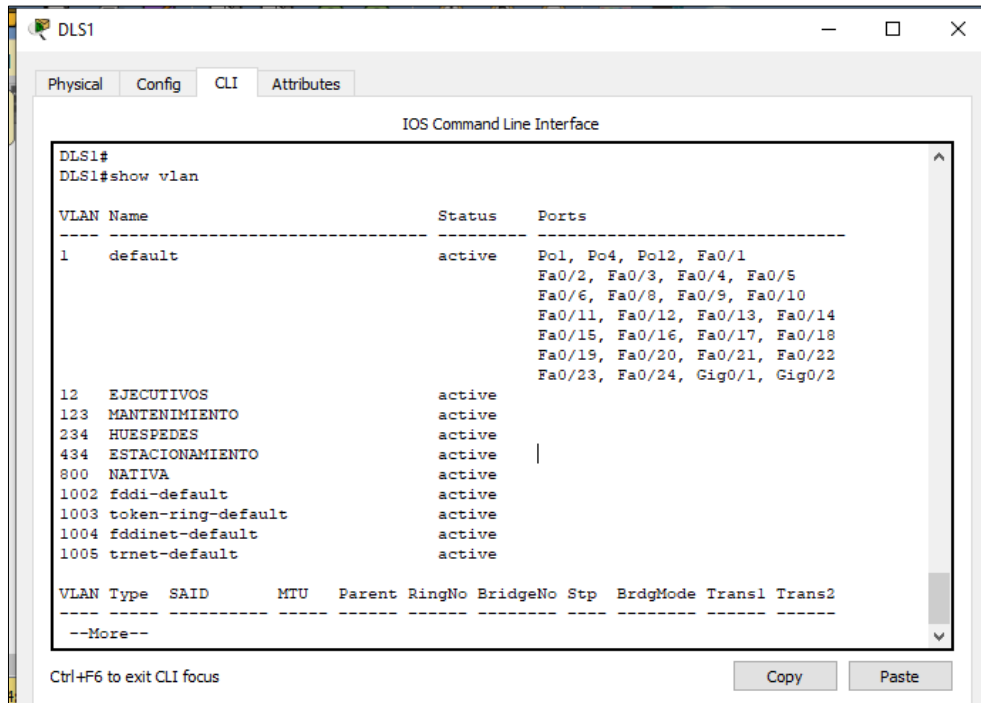 DLS1
Physical Config CLI Attributes
IOS Command Line Interface
DLS1#
DLS1#show vlan
VLAN Name                             Status    Ports
---- -------------------------------- --------- -------------------------------
1    default                          active    Po1, Po4, Po12, Fa0/1
                                                Fa0/2, Fa0/3, Fa0/4, Fa0/5
                                                Fa0/6, Fa0/8, Fa0/9, Fa0/10
                                                Fa0/11, Fa0/12, Fa0/13, Fa0/14
                                                Fa0/15, Fa0/16, Fa0/17, Fa0/18
                                                Fa0/19, Fa0/20, Fa0/21, Fa0/22
                                                Fa0/23, Fa0/24, Gig0/1, Gig0/2
12   EJECUTIVOS                       active
123  MANTENIMIENTO                    active
234  HUESPEDES                        active
434  ESTACIONAMIENTO                  active
800  NATIVA                           active
1002 fddi-default                     active
1003 token-ring-default               active
1004 fddinet-default                  active
1005 trnet-default                    active
VLAN Type  SAID       MTU   Parent RingNo BridgeNo Stp  BrdgMode Trans1 Trans2
---- ----- ---------- ----- ------ ------ -------- ---- -------- ------ ------
 --More--
Ctrl+F6 to exit CLI focus
Copy Paste